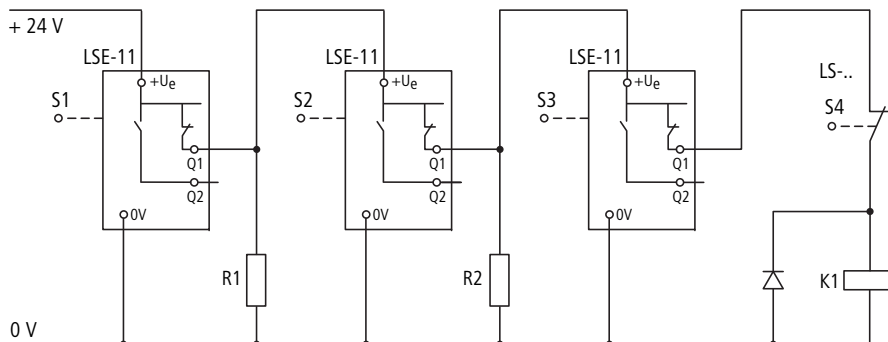 + 24 V
LSE-11
LSE-11
LSE-11
+Ue
+Ue
+Ue
LS-..
S1
S2
S3
S4
Q1
Q1
Q1
Q2
Q2
Q2
0V
0V
0V
R1
R2
K1
0 V